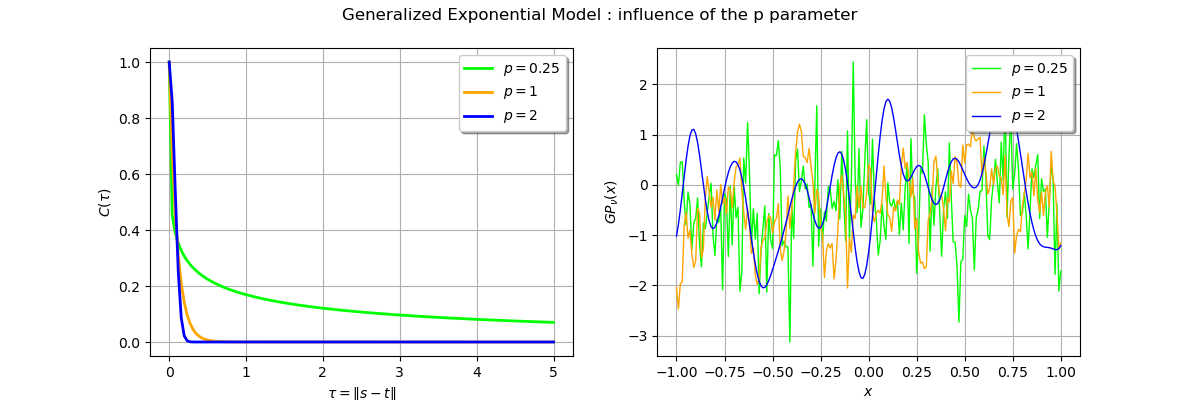 Generalized Exponential Model : influence of the p parameter
1.0
0.8
0.6
0.4
0.2
0.0
C(τ)
p = 0.25
p = 1
p = 2
0 1 2 3 4 5
τ = ‖s − t‖
2
1
0
−1
−2
−3
GPν(x)
p = 0.25
p = 1
p = 2
−1.00 −0.75 −0.50 −0.25 0.00 0.25 0.50 0.75 1.00
x